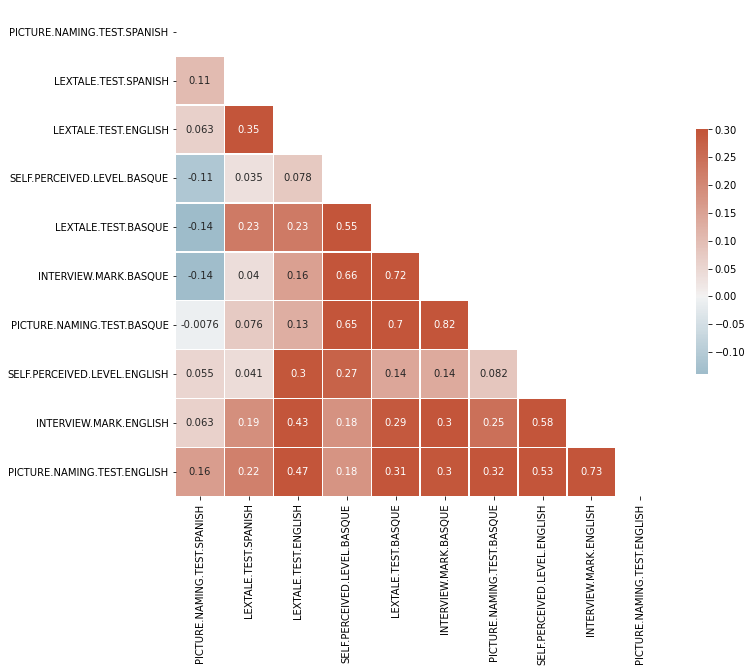 PICTURE.NAMING.TEST.SPANISH
LEXTALE.TEST.SPANISH 0.11
LEXTALE.TEST.ENGLISH 0.063 0.35
SELF.PERCEIVED.LEVEL.BASQUE -0.11 0.035 0.078
LEXTALE.TEST.BASQUE -0.14 0.23 0.23 0.55
INTERVIEW.MARK.BASQUE -0.14 0.04 0.16 0.66 0.72
PICTURE.NAMING.TEST.BASQUE -0.0076 0.076 0.13 0.65 0.7 0.82
SELF.PERCEIVED.LEVEL.ENGLISH 0.055 0.041 0.3 0.27 0.14 0.14 0.082
INTERVIEW.MARK.ENGLISH 0.063 0.19 0.43 0.18 0.29 0.3 0.25 0.58
PICTURE.NAMING.TEST.ENGLISH 0.16 0.22 0.47 0.18 0.31 0.3 0.32 0.53 0.73
PICTURE.NAMING.TEST.SPANISH
LEXTALE.TEST.SPANISH
LEXTALE.TEST.ENGLISH
SELF.PERCEIVED.LEVEL.BASQUE
LEXTALE.TEST.BASQUE
INTERVIEW.MARK.BASQUE
PICTURE.NAMING.TEST.BASQUE
SELF.PERCEIVED.LEVEL.ENGLISH
INTERVIEW.MARK.ENGLISH
PICTURE.NAMING.TEST.ENGLISH
0.30
0.25
0.20
0.15
0.10
0.05
0.00
−0.05
−0.10